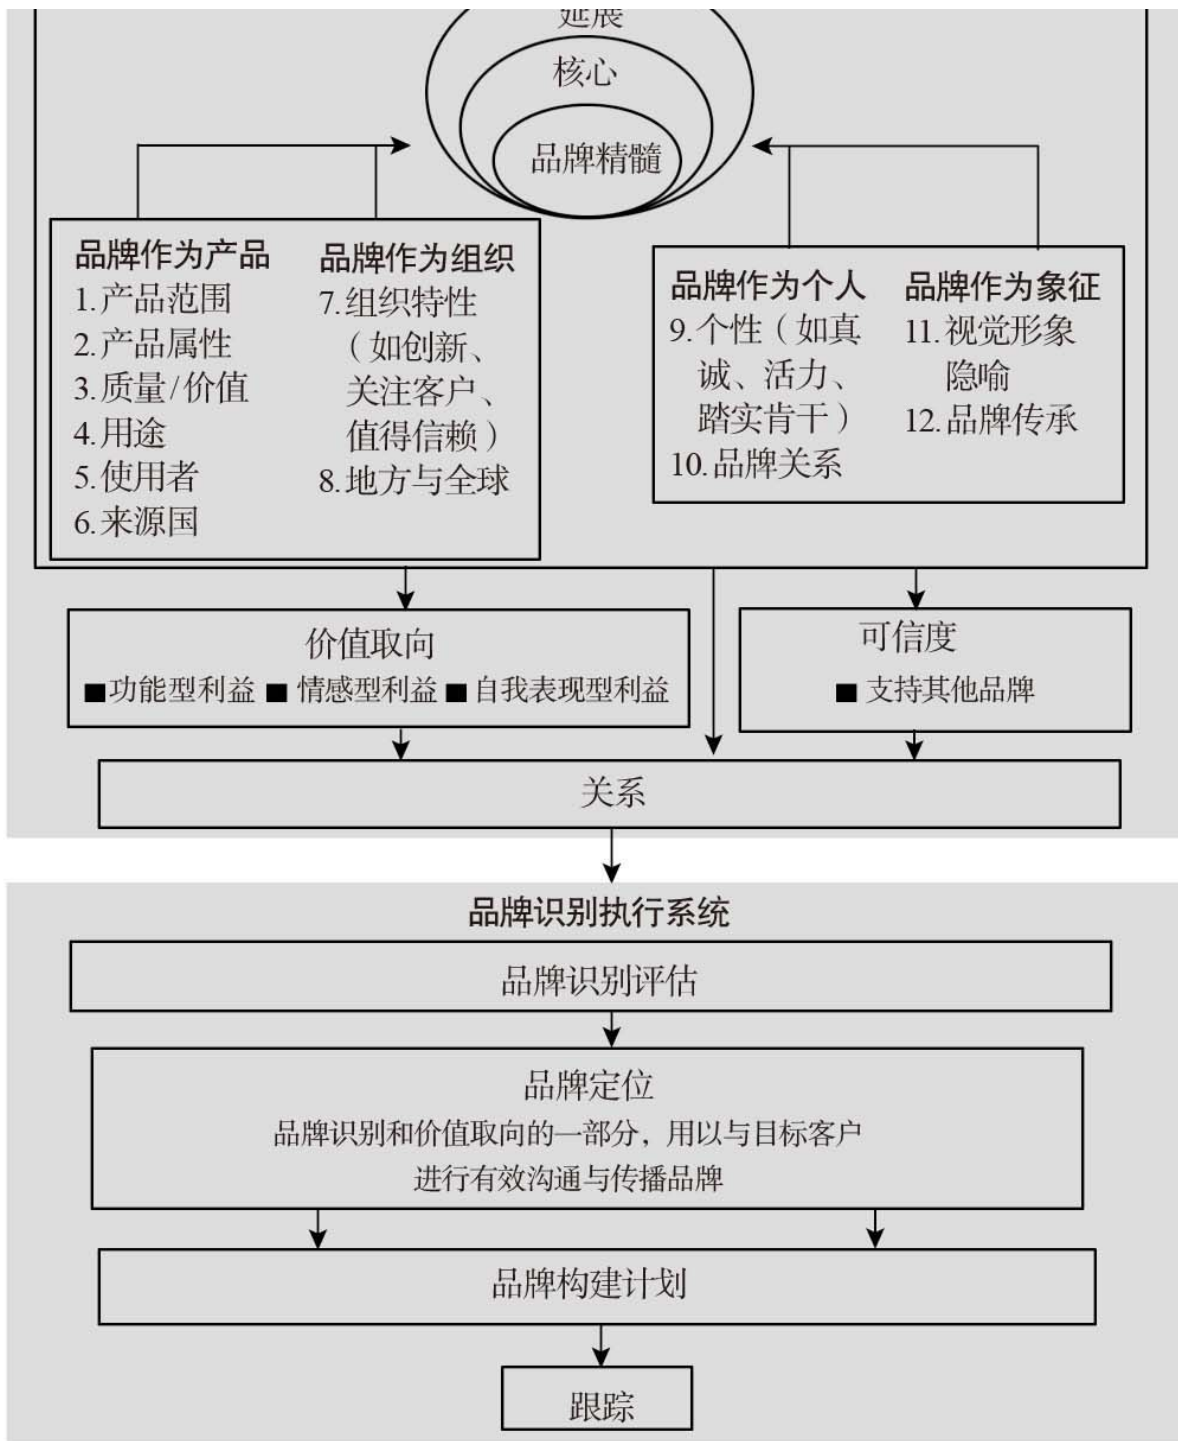 延展
核心
品牌精髓
品牌作为产品
1.产品范围
2.产品属性
3.质量/价值
4.用途
5.使用者
6.来源国
品牌作为组织
7.组织特性
（如创新、
关注客户、
值得信赖）
8.地方与全球
品牌作为个人
9.个性（如真
诚、活力、
踏实肯干）
10.品牌关系
品牌作为象征
11.视觉形象
隐喻
12.品牌传承
价值取向
■功能型利益 ■ 情感型利益 ■ 自我表现型利益
可信度
■ 支持其他品牌
关系
品牌识别执行系统
品牌识别评估
品牌定位
品牌识别和价值取向的一部分，用以与目标客户
进行有效沟通与传播品牌
品牌构建计划
跟踪